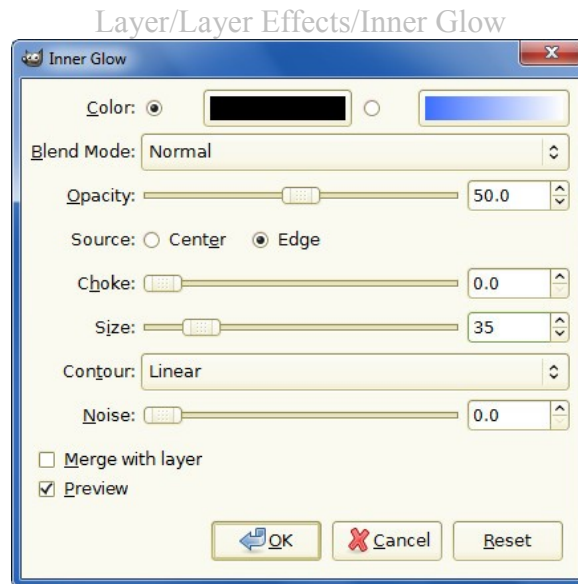 Layer/Layer Effects/Inner Glow
Inner Glow
Color:
Blend Mode: Normal
Opacity: 50.0
Source: Center Edge
Choke: 0.0
Size: 35
Contour: Linear
Noise: 0.0
Merge with layer
Preview
OK Cancel Reset